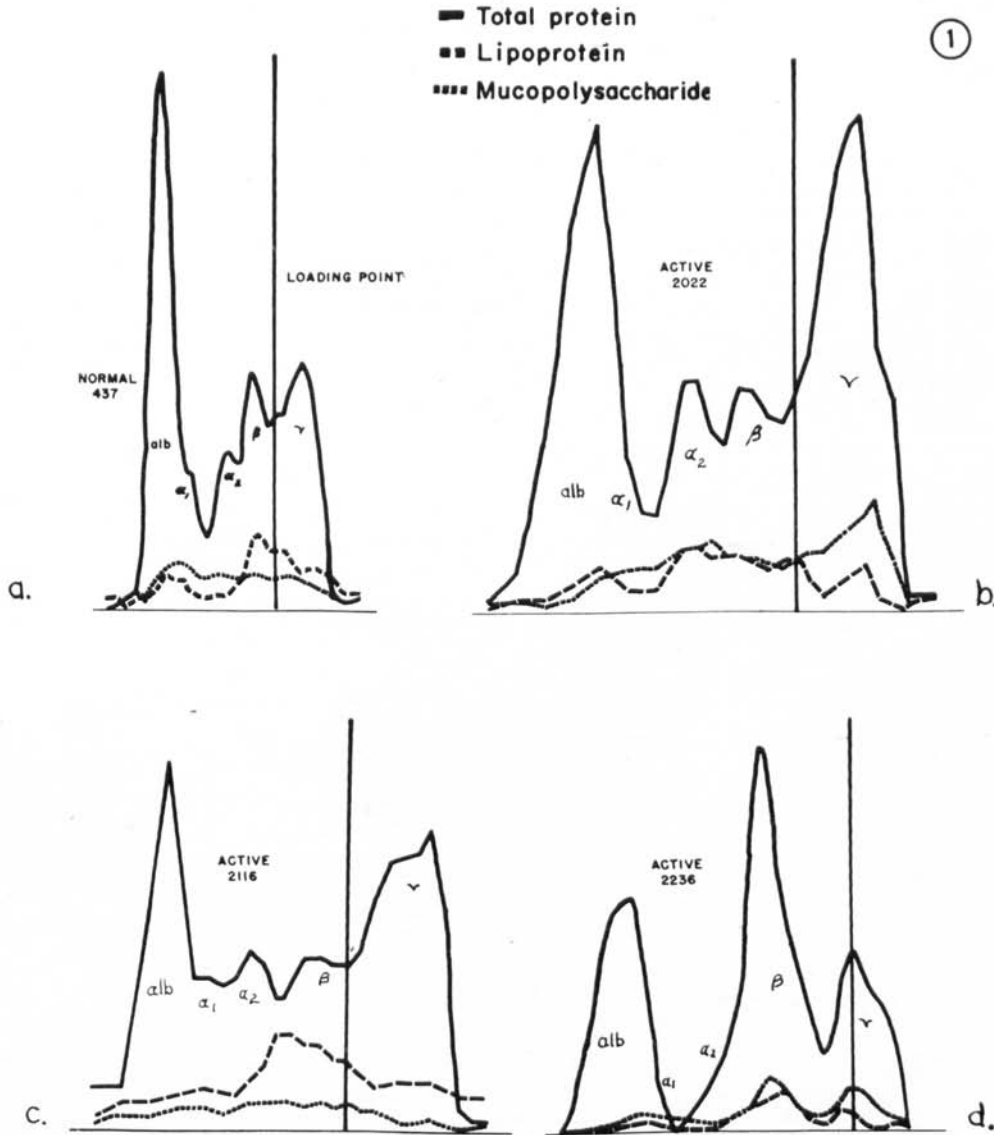 Total protein
Lipoprotein
Mucopolysaccharide
1
LOADING POINT
NORMAL
437
alb
α₁
α₂
β
γ
a.
ACTIVE
2022
alb
α₁
α₂
β
γ
b.
ACTIVE
2116
alb
α₁
α₂
β
γ
c.
ACTIVE
2236
alb
α₁
α₂
β
γ
d.